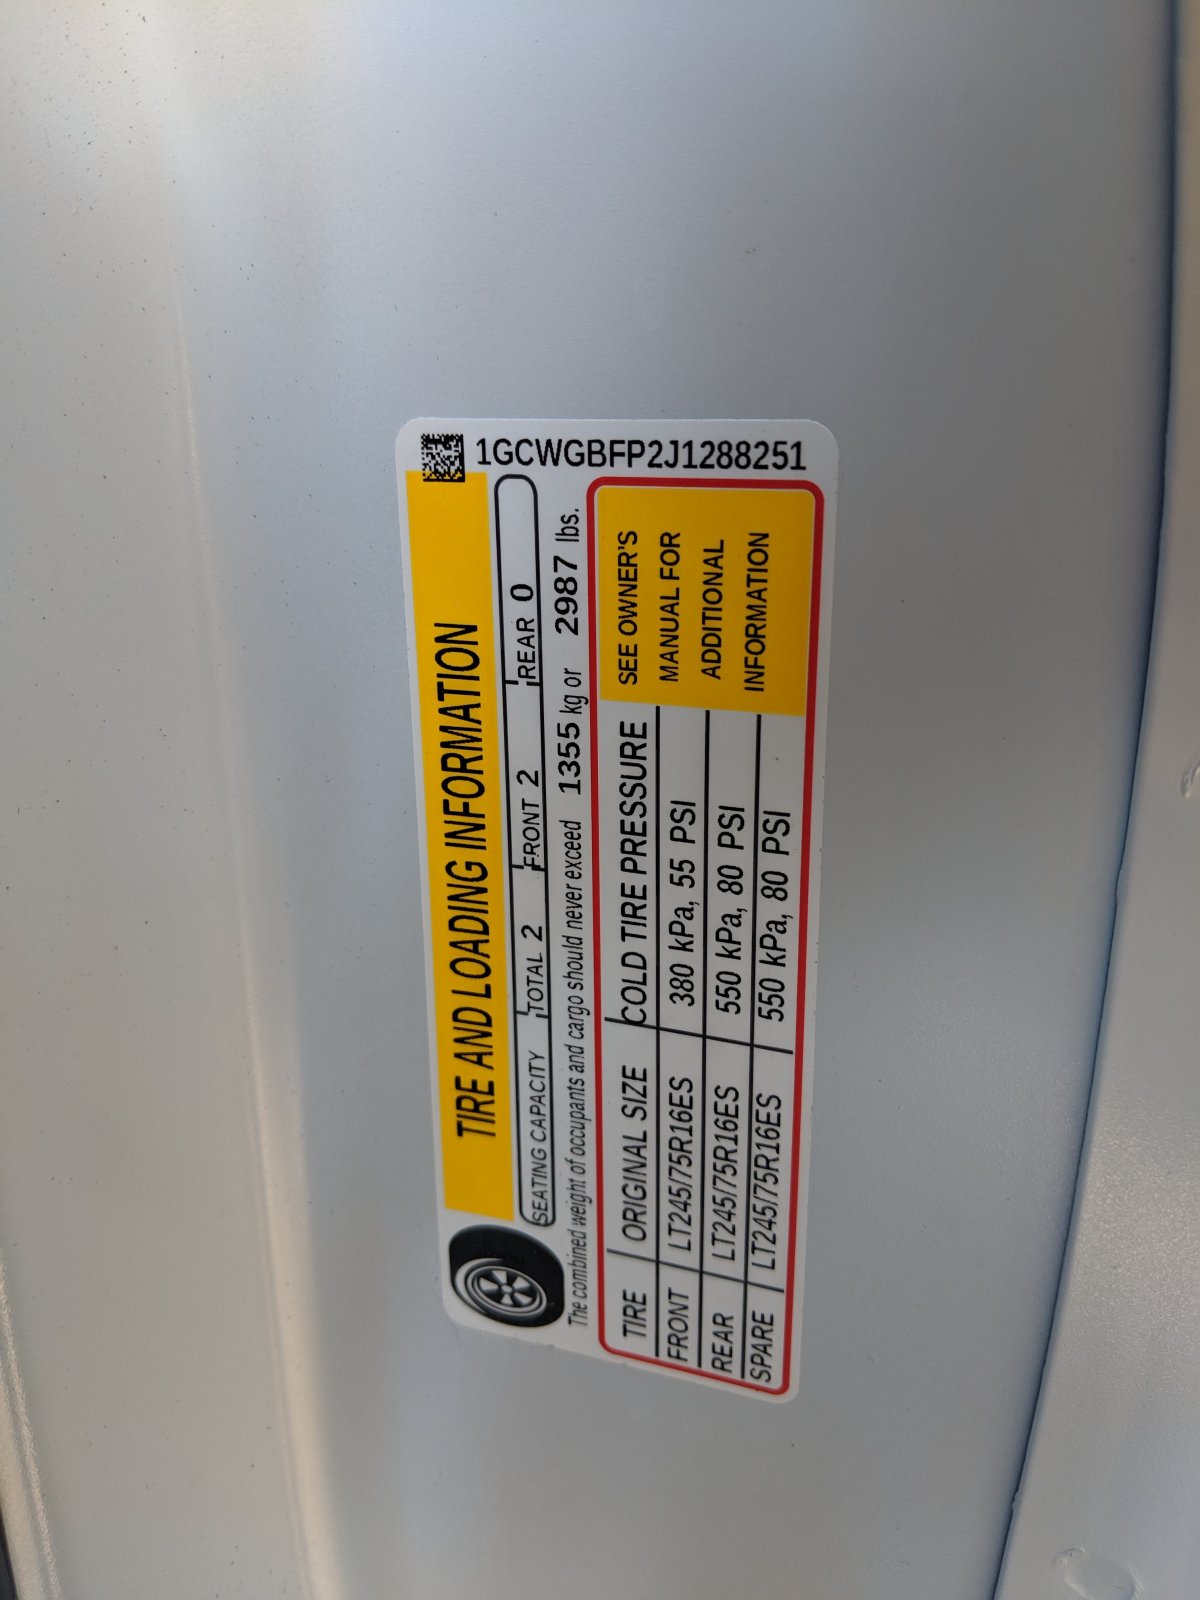 TIRE AND LOADING INFORMATION
SEATING CAPACITY TOTAL 2 FRONT 2 REAR 0
The combined weight of occupants and cargo should never exceed 1355 kg or 2987 lbs.
TIRE ORIGINAL SIZE COLD TIRE PRESSURE
FRONT LT245/75R16ES 380 kPa, 55 PSI
REAR LT245/75R16ES 550 kPa, 80 PSI
SPARE LT245/75R16ES 550 kPa, 80 PSI
SEE OWNER'S
MANUAL FOR
ADDITIONAL
INFORMATION
1GCWGBFP2J1288251